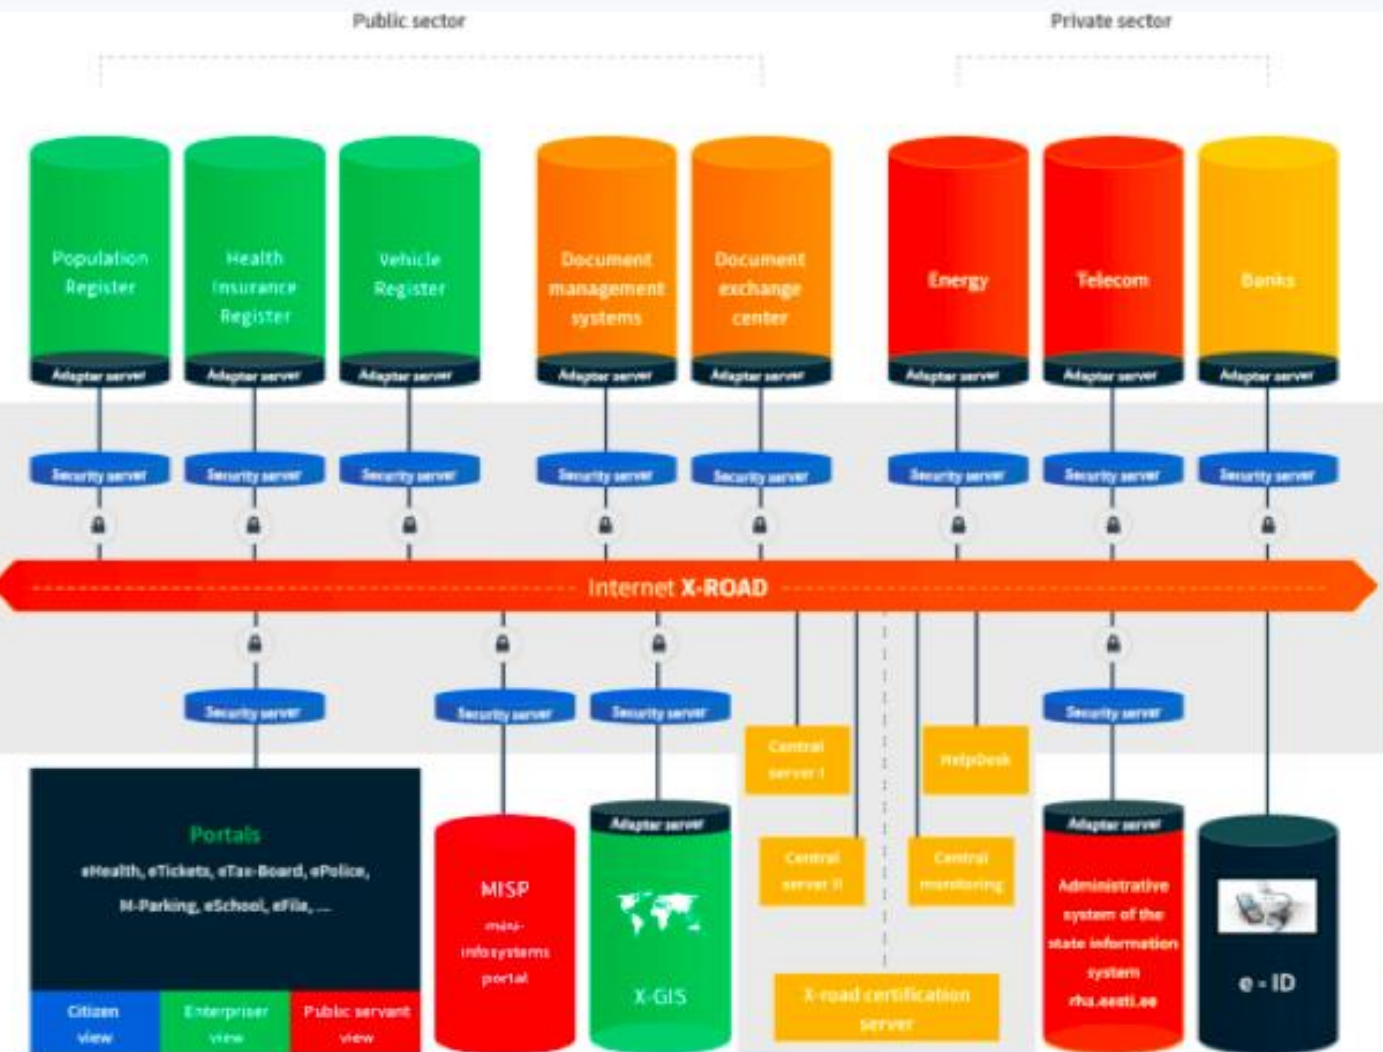 Public sector
Private sector
Population
Register
Health
Insurance
Register
Vehicle
Register
Document
management
systems
Document
exchange
center
Energy
Telecom
Banks
Adapter server
Adapter server
Adapter server
Adapter server
Adapter server
Adapter server
Adapter server
Adapter server
Security server
Security server
Security server
Security server
Security server
Security server
Security server
Security server
Internet X-ROAD
Security server
Security server
Security server
Security server
Portals
eHealth, eTickets, eTax-Board, ePolice,
M-Parking, eSchool, eFile, ...
Citizen
view
Enterpriser
view
Public servant
view
MISP
mini-
infosystems
portal
Adapter server
X-GIS
Central
server I
Central
server II
HelpDesk
Central
monitoring
X-road certification
server
Adapter server
Administrative
system of the
state information
system
rha.eesti.ee
e - ID